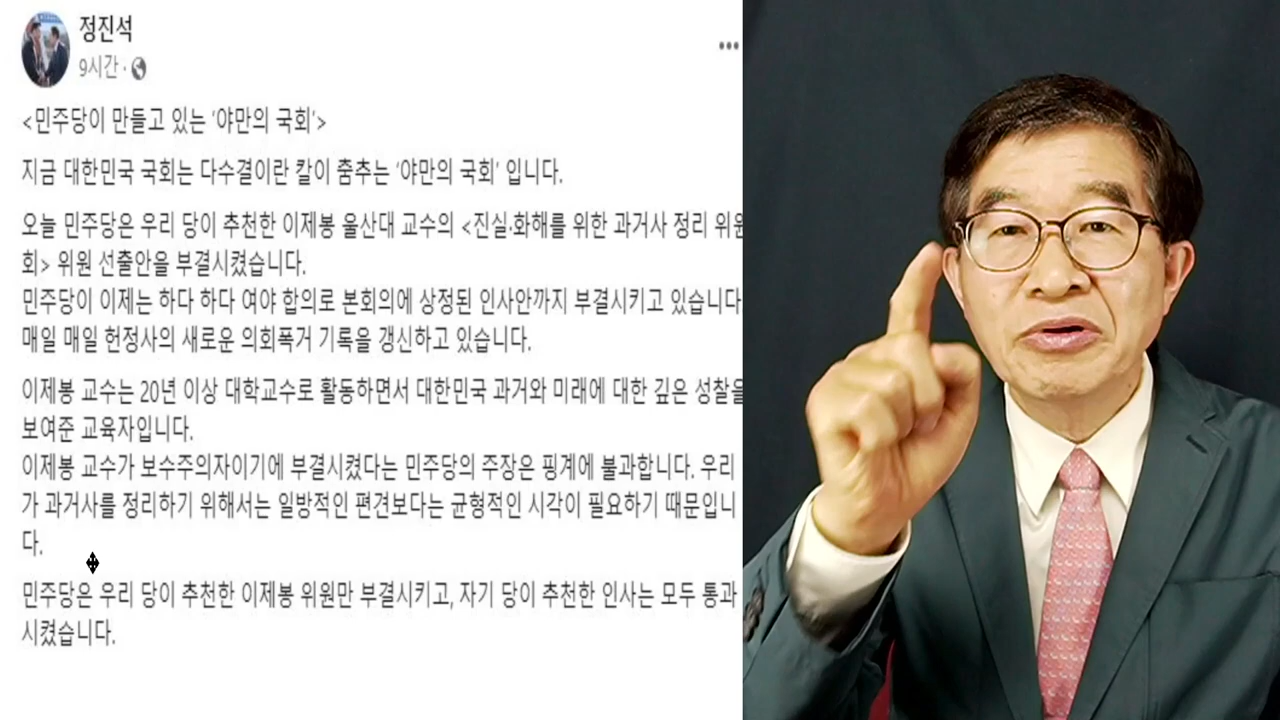 정진석
9시간
<민주당이 만들고 있는 '야만의 국회'>
지금 대한민국 국회는 다수결이란 칼이 춤추는 '야만의 국회' 입니다.
오늘 민주당은 우리 당이 추천한 이제봉 울산대 교수의 <진실·화해를 위한 과거사 정리 위원
회> 위원 선출안을 부결시켰습니다.
민주당이 이제는 하다 하다 여야 합의로 본회의에 상정된 인사안까지 부결시키고 있습니다
매일 매일 헌정사의 새로운 의회폭거 기록을 갱신하고 있습니다.
이제봉 교수는 20년 이상 대학교수로 활동하면서 대한민국 과거와 미래에 대한 깊은 성찰을
보여준 교육자입니다.
이제봉 교수가 보수주의자이기에 부결시켰다는 민주당의 주장은 핑계에 불과합니다. 우리
가 과거사를 정리하기 위해서는 일방적인 편견보다는 균형적인 시각이 필요하기 때문입니
다.
민주당은 우리 당이 추천한 이제봉 위원만 부결시키고, 자기 당이 추천한 인사는 모두 통과
시켰습니다.